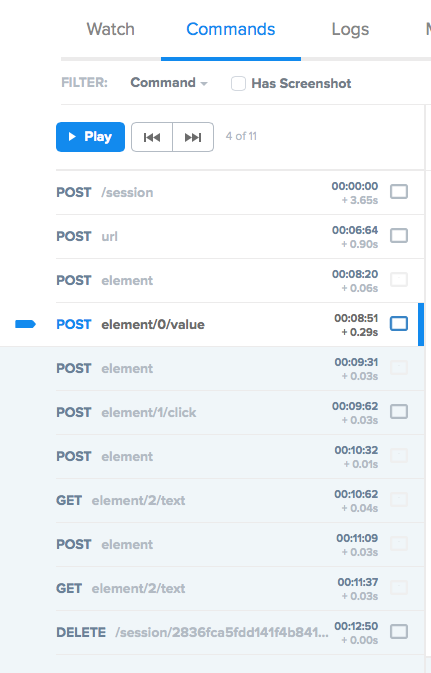 Watch Commands Logs
FILTER: Command Has Screenshot
Play 4 of 11
POST /session 00:00:00
+ 3.65s
POST url 00:06:64
+ 0.90s
POST element 00:08:20
+ 0.06s
POST element/0/value 00:08:51
+ 0.29s
POST element 00:09:31
+ 0.03s
POST element/1/click 00:09:62
+ 0.03s
POST element 00:10:32
+ 0.01s
GET element/2/text 00:10:62
+ 0.04s
POST element 00:11:09
+ 0.03s
GET element/2/text 00:11:37
+ 0.03s
DELETE /session/2836fca5fdd141f4b841... 00:12:50
+ 0.00s